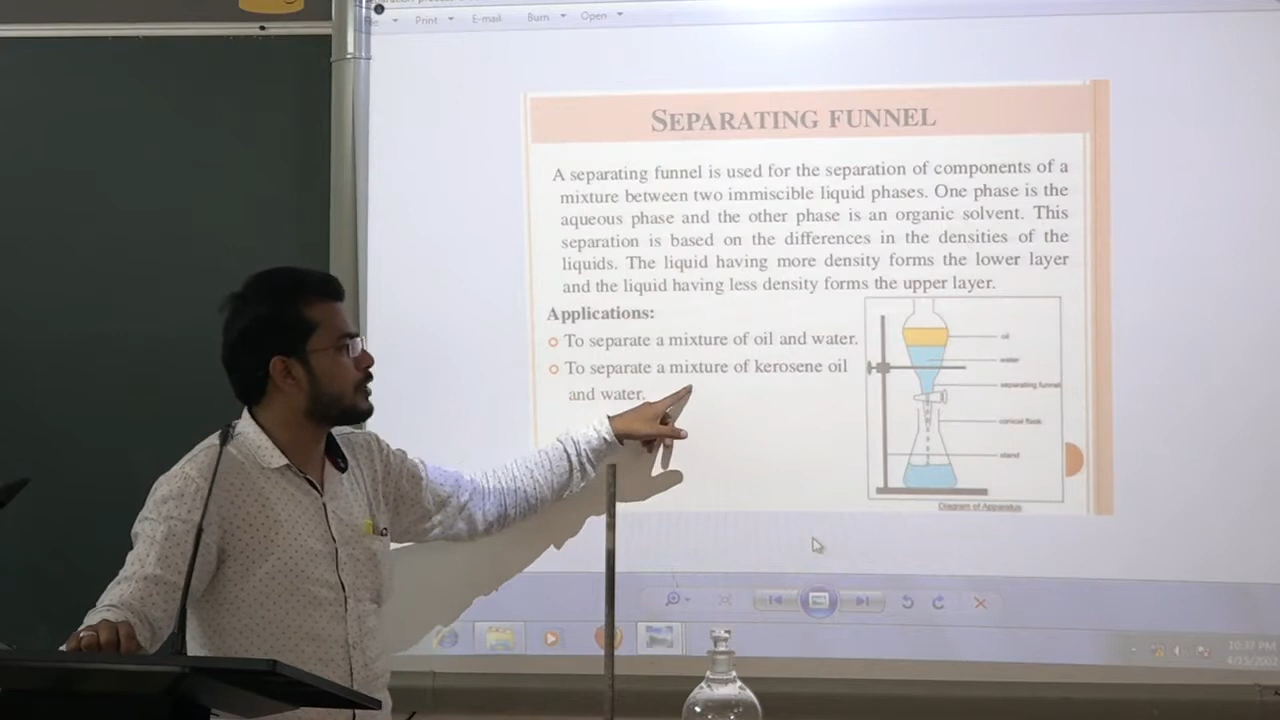 Print E-mail Burn Open
SEPARATING FUNNEL
A separating funnel is used for the separation of components of a
mixture between two immiscible liquid phases. One phase is the
aqueous phase and the other phase is an organic solvent. This
separation is based on the differences in the densities of the
liquids. The liquid having more density forms the lower layer
and the liquid having less density forms the upper layer.
Applications:
To separate a mixture of oil and water.
To separate a mixture of kerosene oil
and water.
oil
water
separating funnel
conical flask
stand
Diagram of Apparatus
10:37 PM